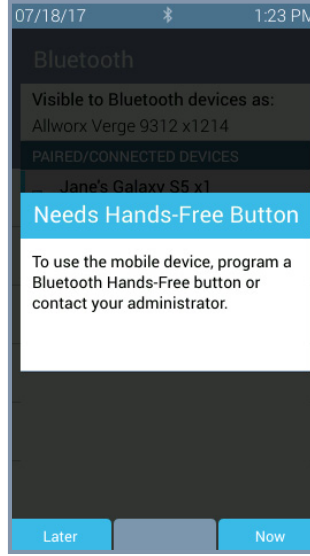 07/18/17 1:23 PM
Bluetooth
Visible to Bluetooth devices as:
Allworx Verge 9312 x1214
PAIRED/CONNECTED DEVICES
Jane's Galaxy S5 x1
Needs Hands-Free Button
To use the mobile device, program a
Bluetooth Hands-Free button or
contact your administrator.
Later Now